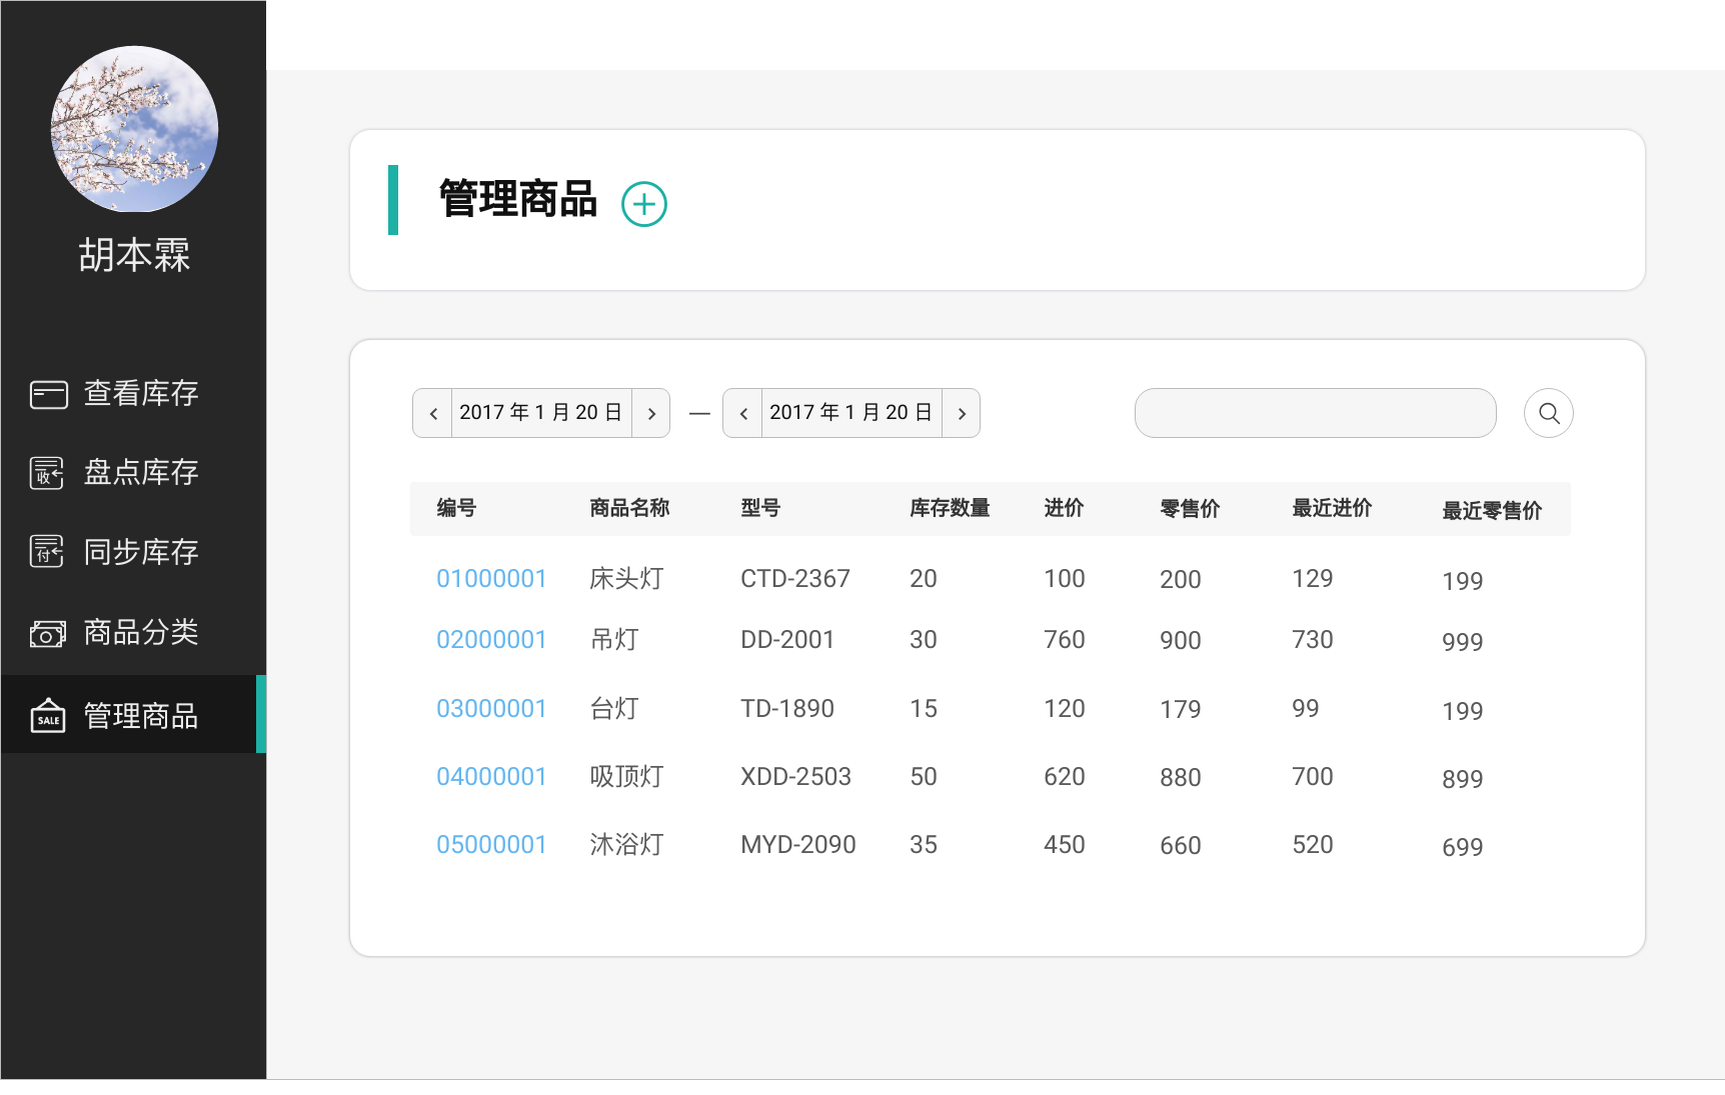 胡本霖
查看库存
收
盘点库存
付
同步库存
商品分类
SALE
管理商品
管理商品
2017 年 1 月 20 日 — 2017 年 1 月 20 日
编号 商品名称 型号 库存数量 进价 零售价 最近进价 最近零售价
01000001 床头灯 CTD-2367 20 100 200 129 199
02000001 吊灯 DD-2001 30 760 900 730 999
03000001 台灯 TD-1890 15 120 179 99 199
04000001 吸顶灯 XDD-2503 50 620 880 700 899
05000001 沐浴灯 MYD-2090 35 450 660 520 699